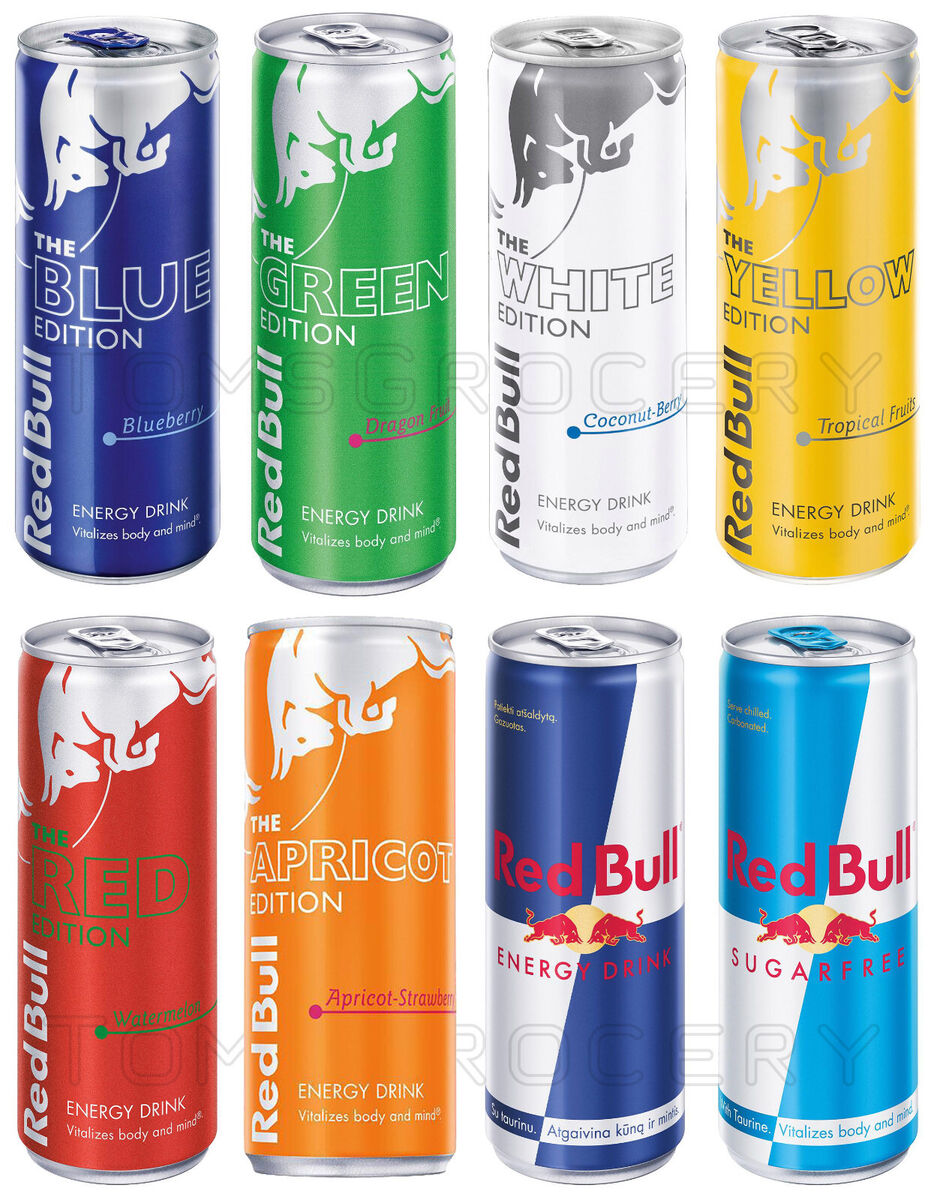 THE
BLUE
EDITION
Red Bull
Blueberry
ENERGY DRINK
Vitalizes body and mind®.
THE
GREEN
EDITION
Red Bull
Dragon Fruit
ENERGY DRINK
Vitalizes body and mind®.
THE
WHITE
EDITION
Red Bull
Coconut-Berry
ENERGY DRINK
Vitalizes body and mind®.
THE
YELLOW
EDITION
Red Bull
Tropical Fruits
ENERGY DRINK
Vitalizes body and mind®.
TOMSGROCERY
THE
RED
EDITION
Red Bull
Watermelon
ENERGY DRINK
Vitalizes body and mind®.
THE
APRICOT
EDITION
Red Bull
Apricot-Strawberry
ENERGY DRINK
Vitalizes body and mind®.
Patiekti atšaldytą.
Gazuotas.
Red Bull®
ENERGY DRINK
Su taurinu. Atgaivina kūną ir mintis.
Serve chilled.
Carbonated.
Red Bull®
SUGARFREE
With Taurine. Vitalizes body and mind.
TOMSGROCERY